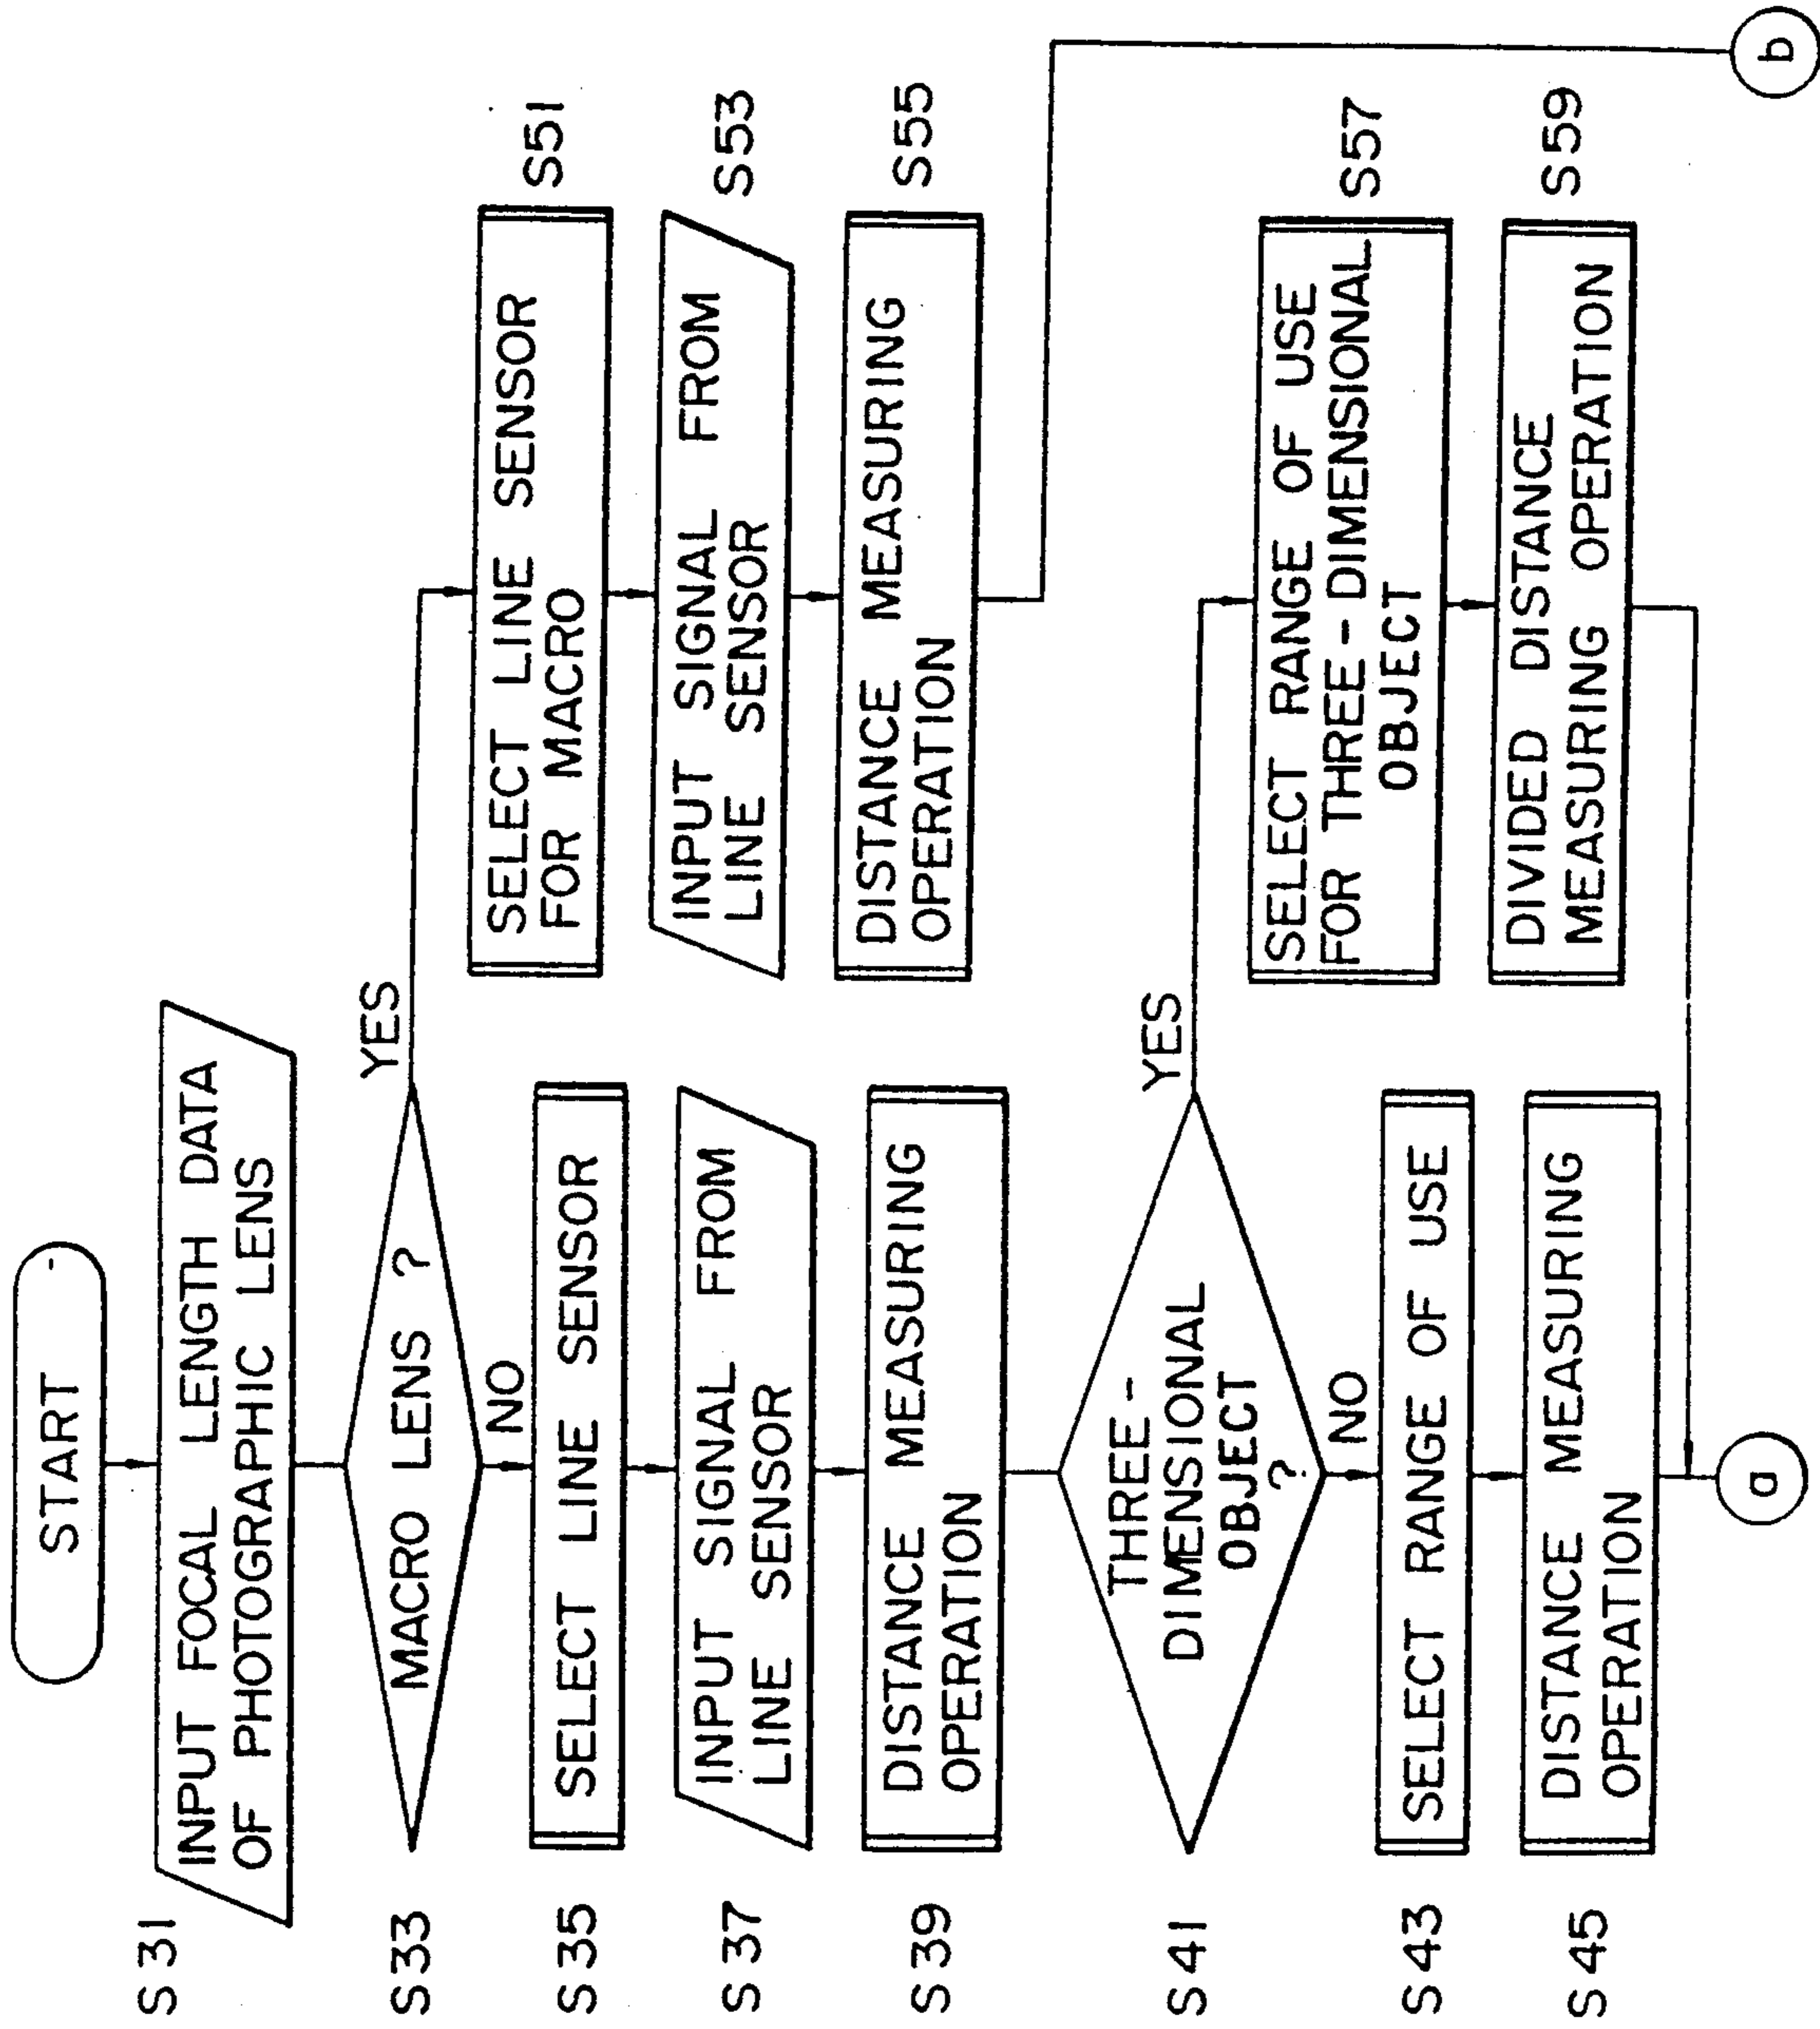 START
S31
INPUT FOCAL LENGTH DATA
OF PHOTOGRAPHIC LENS
S33
MACRO LENS ?
YES
NO
S35
SELECT LINE SENSOR
S37
INPUT SIGNAL FROM
LINE SENSOR
S39
DISTANCE MEASURING
OPERATION
S51
SELECT LINE SENSOR
FOR MACRO
S53
INPUT SIGNAL FROM
LINE SENSOR
S55
DISTANCE MEASURING
OPERATION
S41
THREE-
DIMENSIONAL
OBJECT
?
YES
NO
S43
SELECT RANGE OF USE
S45
DISTANCE MEASURING
OPERATION
S57
SELECT RANGE OF USE
FOR THREE-DIMENSIONAL
OBJECT
S59
DIVIDED DISTANCE
MEASURING OPERATION
a
b